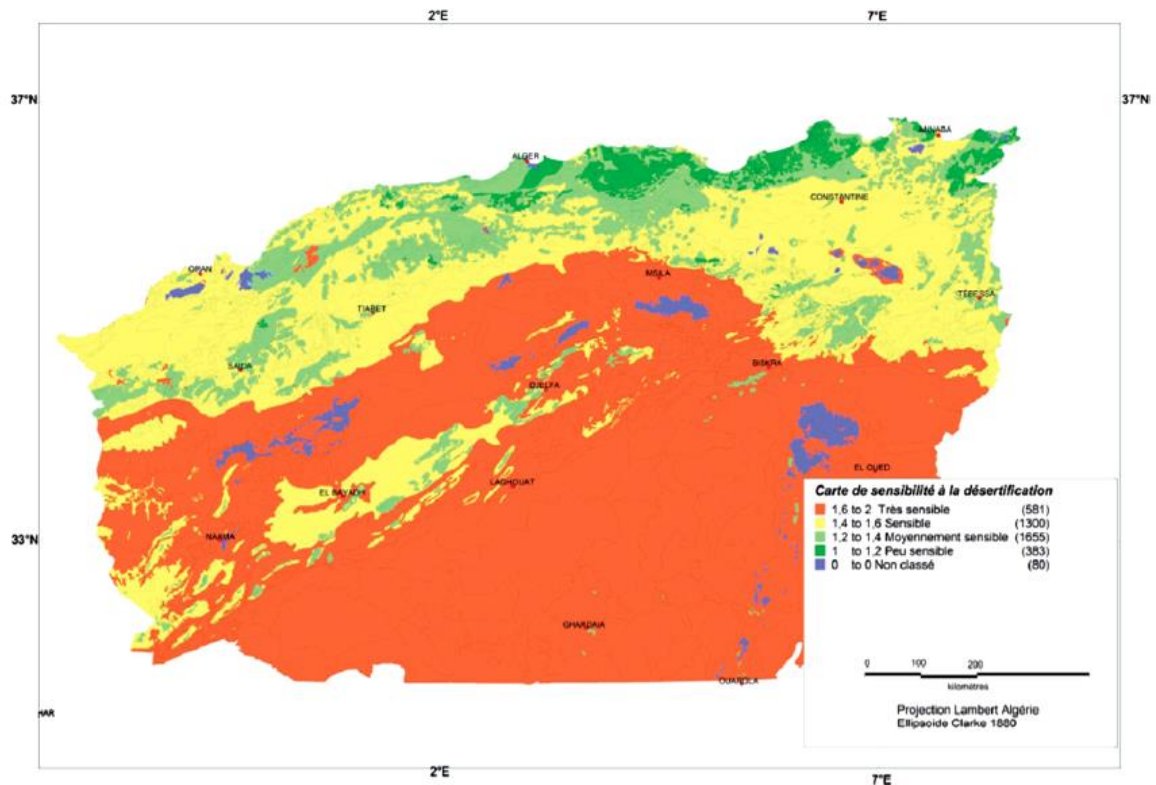 2°E 7°E
37°N 37°N
MNABA
ALGER
CONSTANTINE
ORAN
MSILA
TEBESSA
TIARET
BISKRA
SAIDA
DJELFA
EL OUED
LAGHOUAT
EL BAYADH
33°N
NAAMA
GHARDAIA
OUARGLA
HAR
Carte de sensibilité à la désertification
1,6 to 2 Très sensible (581)
1,4 to 1,6 Sensible (1300)
1,2 to 1,4 Moyennement sensible (1655)
1 to 1,2 Peu sensible (383)
0 to 0 Non classé (80)
0 100 200
kilomètres
Projection Lambert Algérie
Ellipsoide Clarke 1880
2°E 7°E